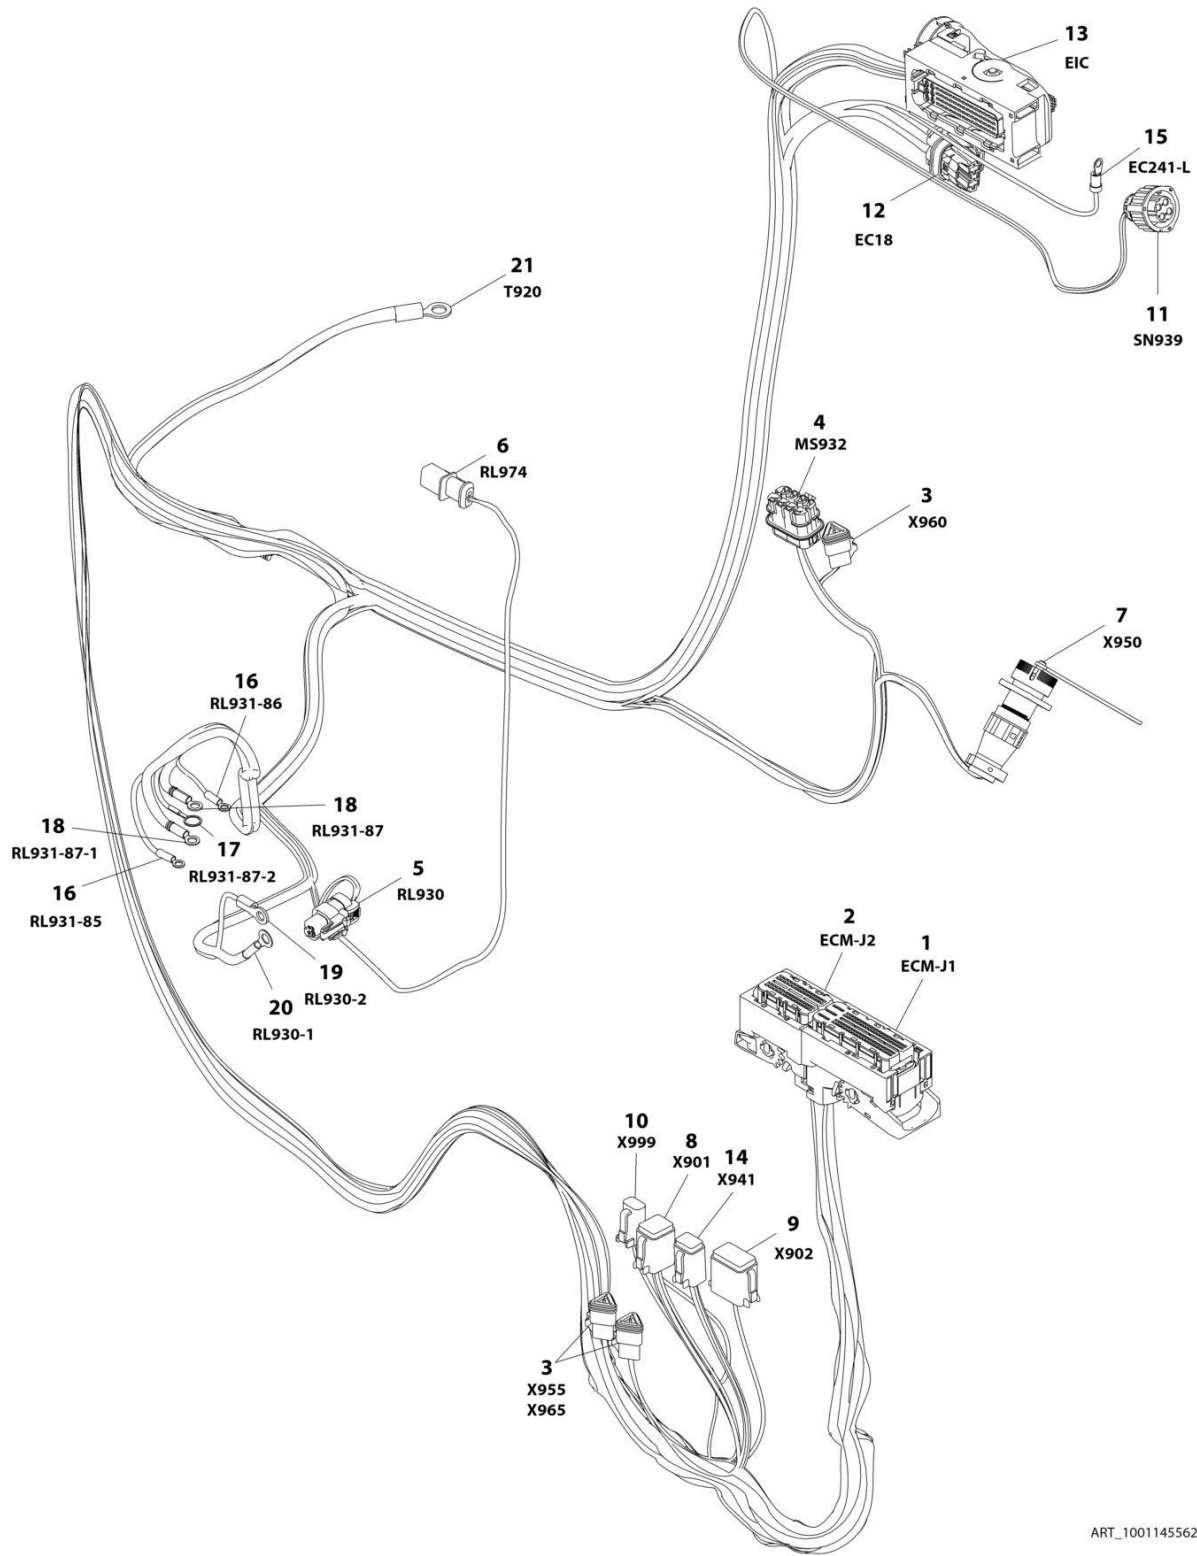 13
EIC
15
EC241-L
12
EC18
11
SN939
21
T920
4
MS932
6
RL974
3
X960
7
X950
16
RL931-86
18
RL931-87
18
RL931-87-1
17
RL931-87-2
16
RL931-85
5
RL930
19
RL930-2
20
RL930-1
2
ECM-J2
1
ECM-J1
10
X999
8
X901
14
X941
9
X902
3
X955
X965
ART_1001145562